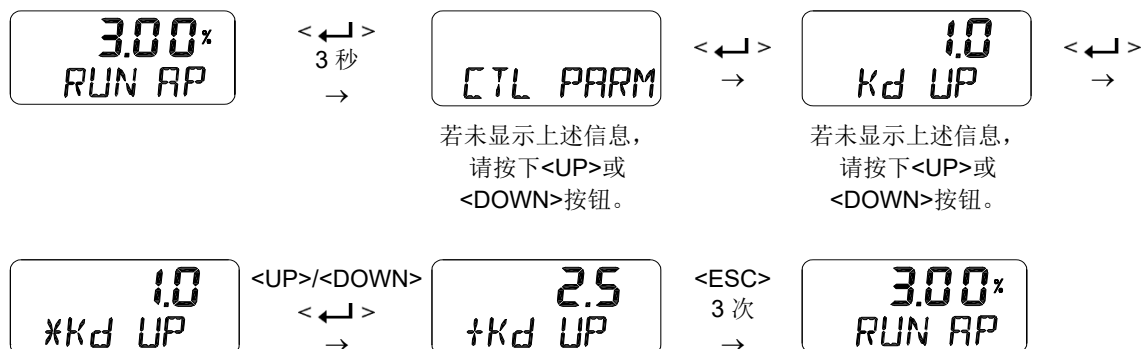 3.00%
RUN AP
< ↵ >
3 秒
→
CTL PARM
若未显示上述信息，
请按下<UP>或
<DOWN>按钮。
< ↵ >
→
1.0
Kd UP
若未显示上述信息，
请按下<UP>或
<DOWN>按钮。
< ↵ >
→
1.0
*Kd UP
<UP>/<DOWN>
< ↵ >
→
2.5
+Kd UP
<ESC>
3 次
→
3.00%
RUN AP